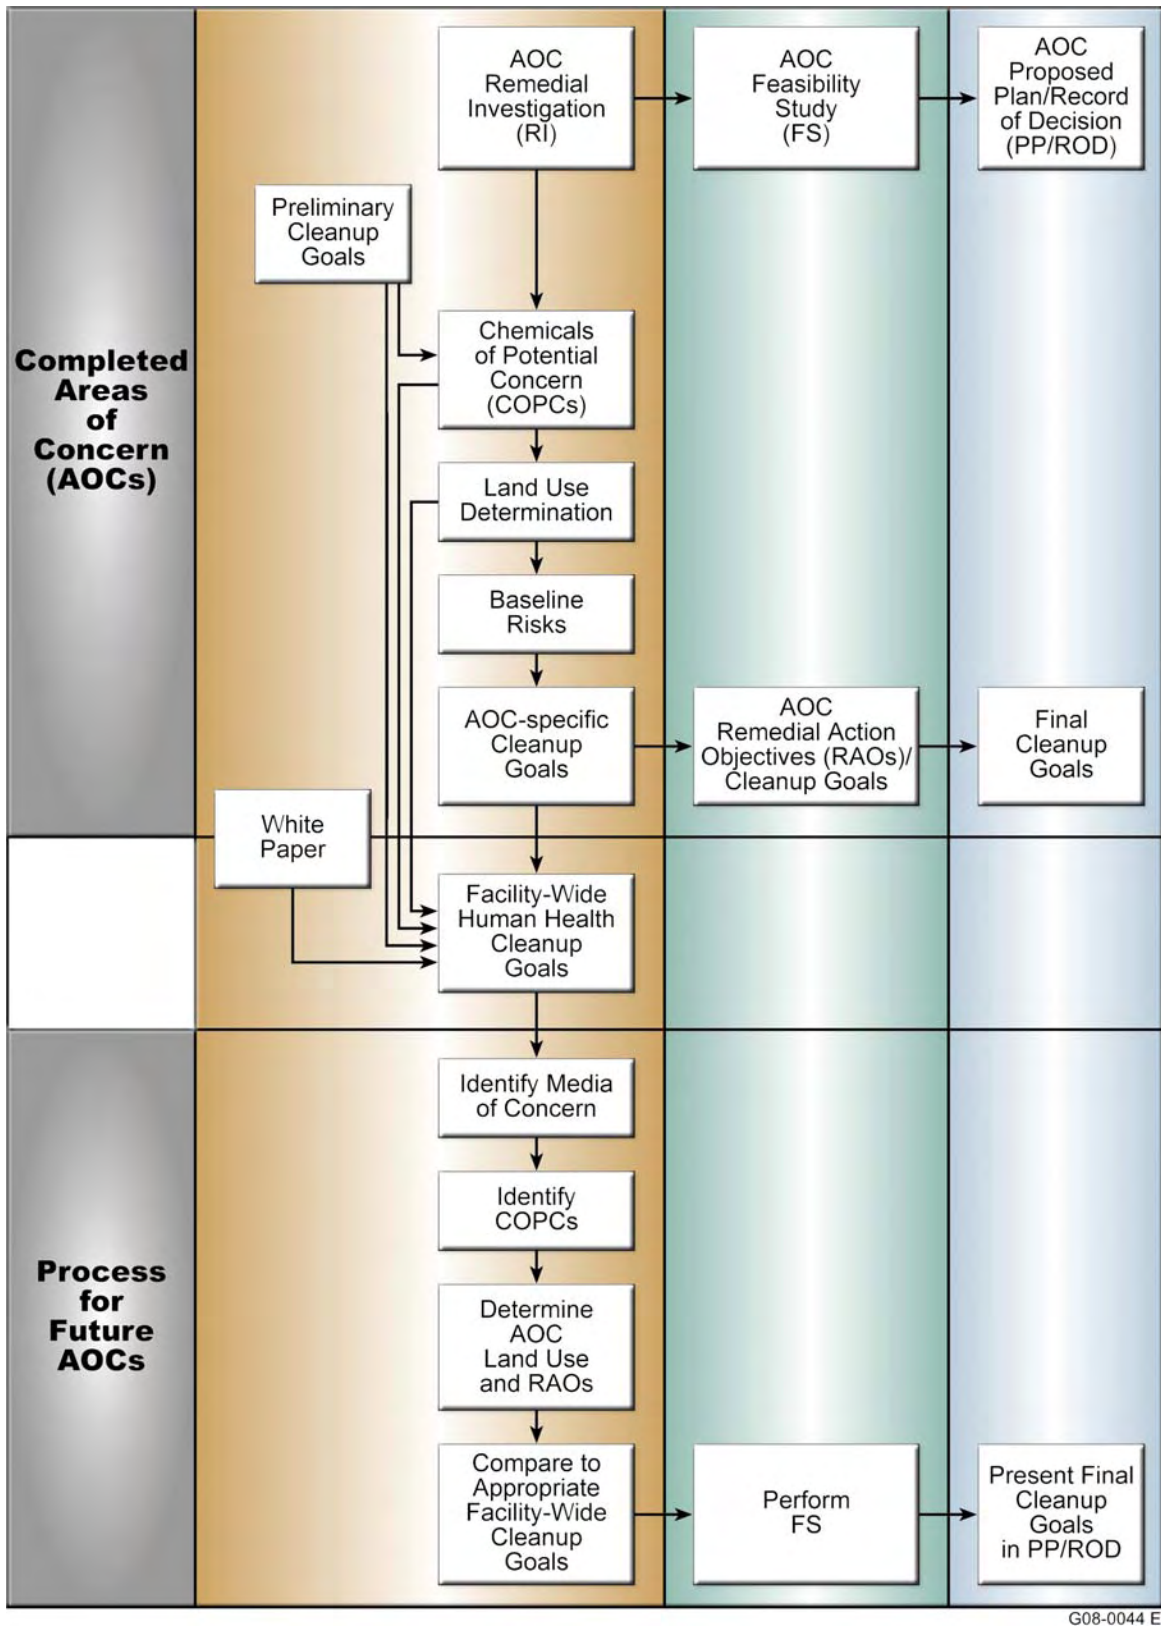 AOC
Remedial
Investigation
(RI)
AOC
Feasibility
Study
(FS)
AOC
Proposed
Plan/Record
of Decision
(PP/ROD)
Preliminary
Cleanup
Goals
Completed
Areas
of
Concern
(AOCs)
Chemicals
of Potential
Concern
(COPCs)
Land Use
Determination
Baseline
Risks
AOC-specific
Cleanup
Goals
AOC
Remedial Action
Objectives (RAOs)/
Cleanup Goals
Final
Cleanup
Goals
White
Paper
Facility-Wide
Human Health
Cleanup
Goals
Process
for
Future
AOCs
Identify Media
of Concern
Identify
COPCs
Determine
AOC
Land Use
and RAOs
Compare to
Appropriate
Facility-Wide
Cleanup
Goals
Perform
FS
Present Final
Cleanup
Goals
in PP/ROD
G08-0044 E